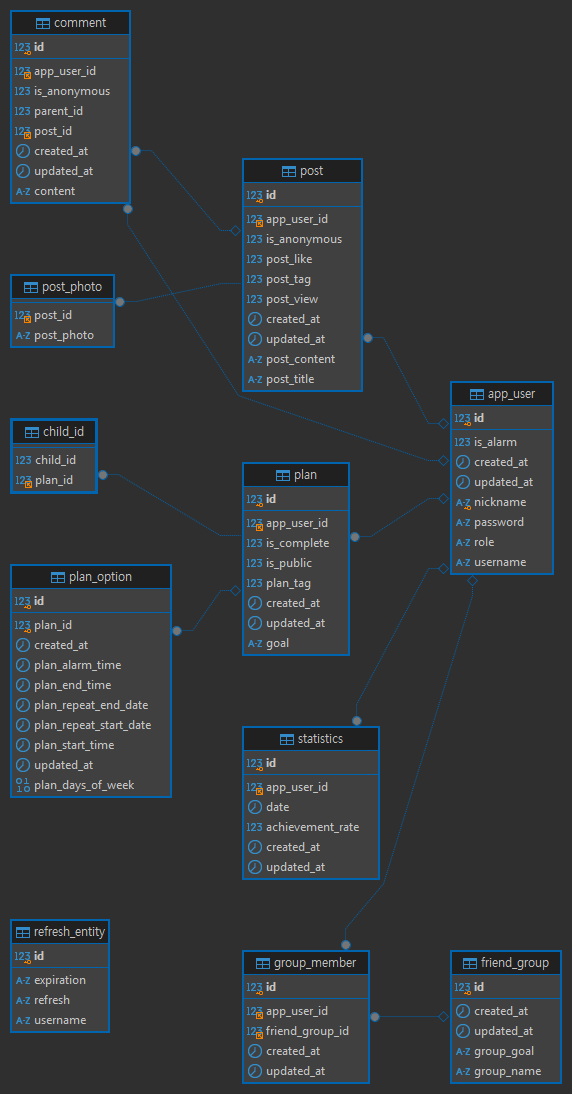 comment
123 id
123 app_user_id
123 is_anonymous
123 parent_id
123 post_id
created_at
updated_at
A-Z content
post
123 id
123 app_user_id
123 is_anonymous
123 post_like
123 post_tag
123 post_view
created_at
updated_at
A-Z post_content
A-Z post_title
post_photo
123 post_id
A-Z post_photo
app_user
123 id
123 is_alarm
created_at
updated_at
A-Z nickname
A-Z password
A-Z role
A-Z username
child_id
123 child_id
123 plan_id
plan
123 id
123 app_user_id
123 is_complete
123 is_public
123 plan_tag
created_at
updated_at
A-Z goal
plan_option
123 id
123 plan_id
created_at
plan_alarm_time
plan_end_time
plan_repeat_end_date
plan_repeat_start_date
plan_start_time
updated_at
01
10 plan_days_of_week
statistics
123 id
123 app_user_id
date
123 achievement_rate
created_at
updated_at
refresh_entity
123 id
A-Z expiration
A-Z refresh
A-Z username
group_member
123 id
123 app_user_id
123 friend_group_id
created_at
updated_at
friend_group
123 id
created_at
updated_at
A-Z group_goal
A-Z group_name